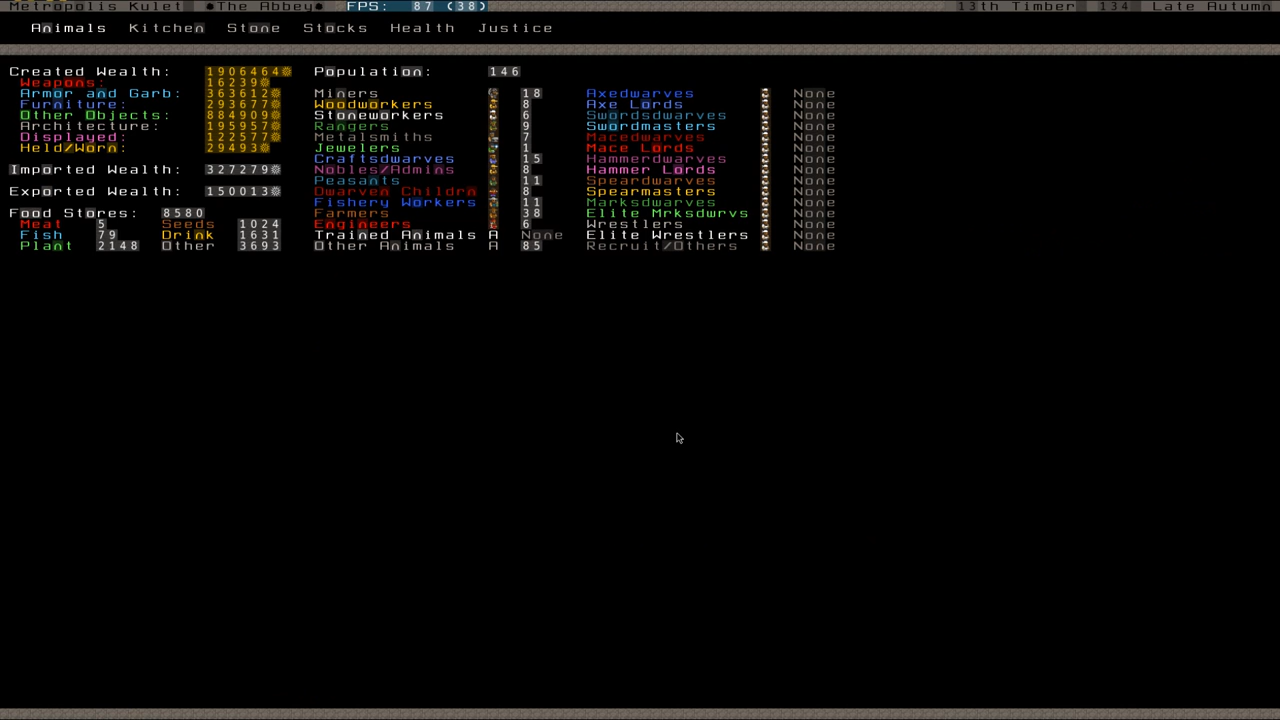 Metropolis Kulet ●The Abbey● FPS: 87 (38) 13th Timber 134 Late Autumn
Animals Kitchen Stone Stocks Health Justice
Created Wealth: 1906464☼ Population: 146
Weapons: 16239☼
Armor and Garb: 363612☼ Miners 18 Axedwarves None
Furniture: 293677☼ Woodworkers 8 Axe Lords None
Other Objects: 884909☼ Stoneworkers 6 Swordsdwarves None
Architecture: 195957☼ Rangers 9 Swordmasters None
Displayed: 122577☼ Metalsmiths 7 Macedwarves None
Held/Worn: 29493☼ Jewelers 1 Mace Lords None
Craftsdwarves 15 Hammerdwarves None
Imported Wealth: 327279☼ Nobles/Admins 8 Hammer Lords None
Peasants 11 Speardwarves None
Exported Wealth: 150013☼ Dwarven Childrn 8 Spearmasters None
Fishery Workers 11 Marksdwarves None
Food Stores: 8580 Farmers 38 Elite Mrksdwrvs None
Meat 5 Seeds 1024 Engineers 6 Wrestlers None
Fish 79 Drink 1631 Trained Animals A None Elite Wrestlers None
Plant 2148 Other 3693 Other Animals A 85 Recruit/Others None